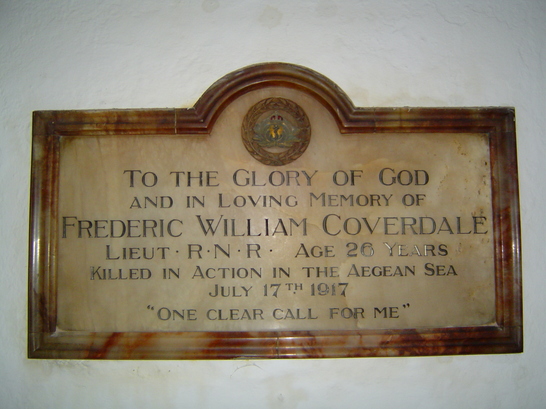 To the Glory of God
and in Loving Memory of
Frederic William Coverdale
Lieut · R·N·R · Age 26 Years
Killed in Action in the Aegean Sea
July 17th 1917
"One clear call for me"